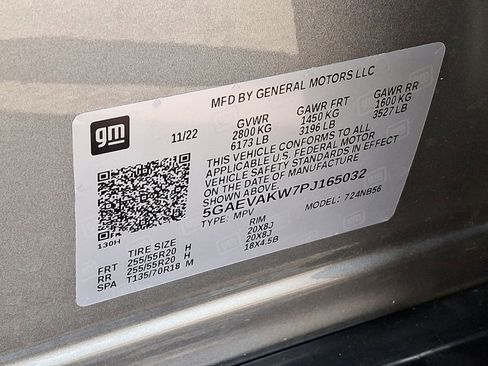 MFD BY GENERAL MOTORS LLC
gm
11/22
GVWR GAWR FRT GAWR RR
2800 KG 1450 KG 1600 KG
6173 LB 3196 LB 3527 LB
THIS VEHICLE CONFORMS TO ALL
APPLICABLE U.S. FEDERAL MOTOR
VEHICLE SAFETY STANDARDS IN EFFECT
ON THE DATE OF MANUFACTURE
SHOWN ABOVE.
5GAEVAKW7PJ165032
TYPE: MPV MODEL: 724NB56
130H
TIRE SIZE RIM
FRT 255/55R20 H 20X8J
RR 255/55R20 H 20X8J
SPA T135/70R18 M 18X4.5B